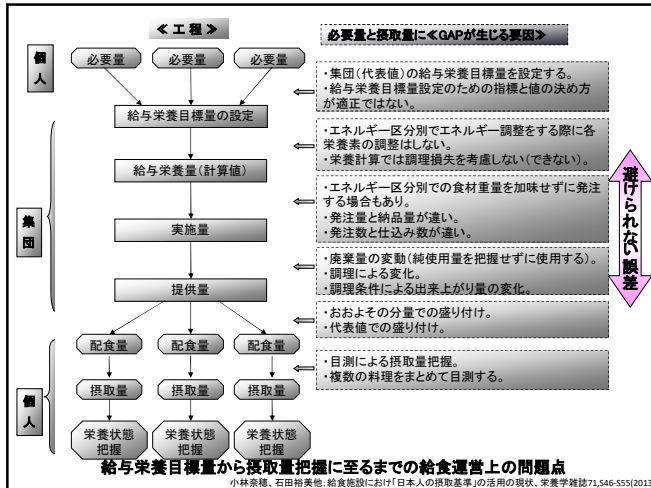 ≪工程≫
必要量と摂取量に≪GAPが生じる要因≫
個人
必要量 必要量 必要量
・集団(代表値)の給与栄養目標量を設定する。
・給与栄養目標量設定のための指標と値の決め方
が適正ではない。
給与栄養目標量の設定
・エネルギー区分別でエネルギー調整をする際に各
栄養素の調整はしない。
・栄養計算では調理損失を考慮しない(できない)。
給与栄養量(計算値)
・エネルギー区分別での食材重量を加味せずに発注
する場合もあり。
・発注量と納品量が違い。
・発注数と仕込み数が違い。
集団
実施量
・廃棄量の変動(純使用量を把握せずに使用する)。
・調理による変化。
・調理条件による出来上がり量の変化。
避けられない誤差
提供量
・おおよその分量での盛り付け。
・代表値での盛り付け。
個人
配食量 配食量 配食量
・目測による摂取量把握。
・複数の料理をまとめて目測する。
摂取量 摂取量 摂取量
栄養状態
把握
栄養状態
把握
栄養状態
把握
給与栄養目標量から摂取量把握に至るまでの給食運営上の問題点
小林奈穂、石田裕美他:給食施設におけ「日本人の摂取基準」の活用の現状、栄養学雑誌71,S46-S55(2013